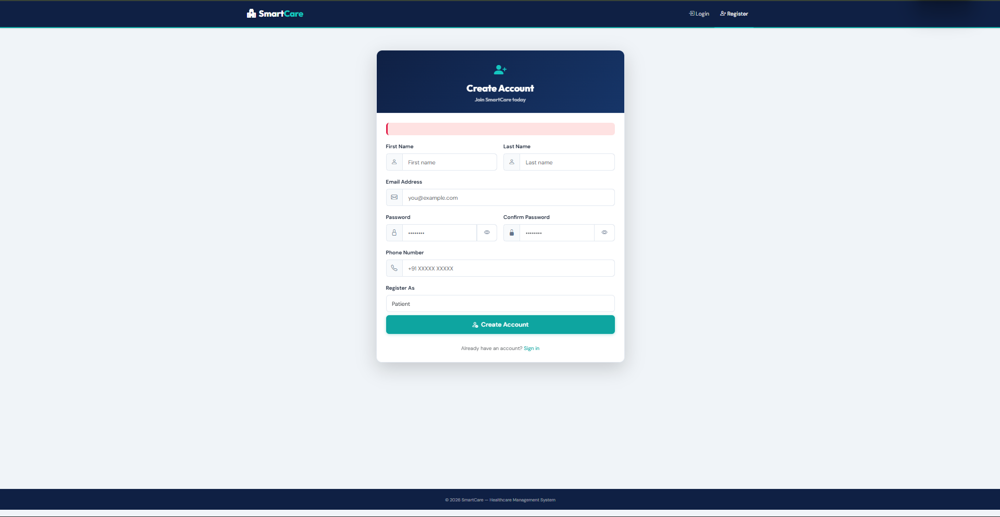 SmartCare
Login
Register
Create Account
Join SmartCare today
First Name
Last Name
First name
Last name
Email Address
you@example.com
Password
Confirm Password
••••••••
••••••••
Phone Number
+91 XXXXX XXXXX
Register As
Patient
Create Account
Already have an account? Sign in
© 2026 SmartCare — Healthcare Management System